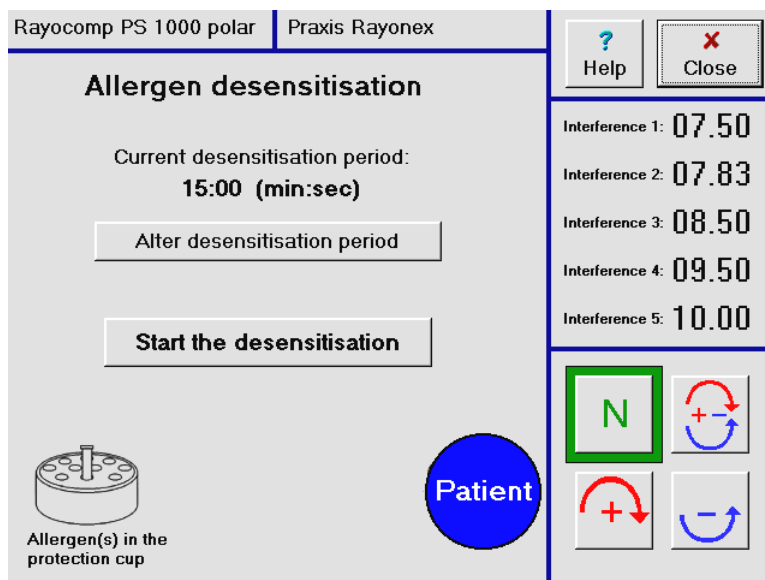 Rayocomp PS 1000 polar
Praxis Rayonex
? Help
X Close
Allergen desensitisation
Current desensitisation period:
15:00 (min:sec)
Alter desensitisation period
Start the desensitisation
Allergen(s) in the
protection cup
Patient
Interference 1: 07.50
Interference 2: 07.83
Interference 3: 08.50
Interference 4: 09.50
Interference 5: 10.00
N
+ -
+
-